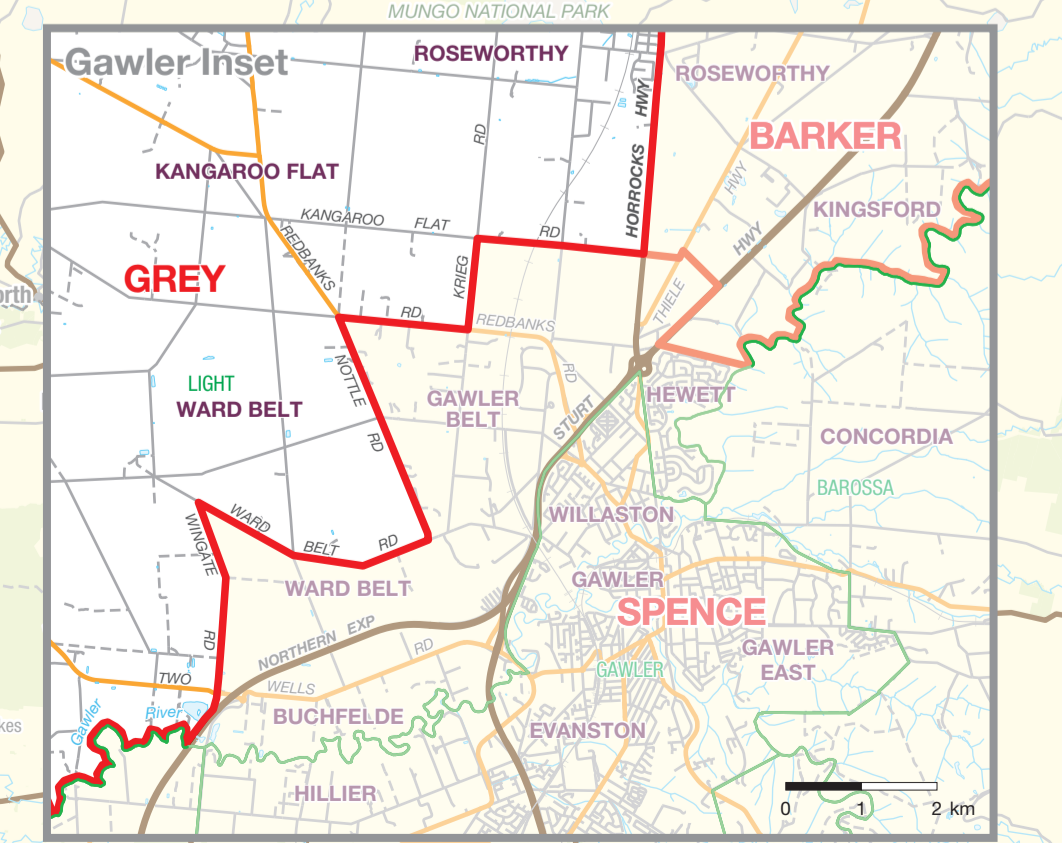 MUNGO NATIONAL PARK
Gawler Inset
ROSEWORTHY
ROSEWORTHY
HWY
HORROCKS
RD
BARKER
HWY
KANGAROO FLAT
KINGSFORD
KANGAROO
FLAT
RD
HWY
REDBANKS
GREY
KRIEG
THIELE
RD
REDBANKS
NOTTLE
RD
RD
LIGHT
WARD BELT
GAWLER
BELT
HEWETT
STURT
CONCORDIA
BAROSSA
WARD
BELT
RD
WINGATE
RD
WILLASTON
GAWLER
WARD BELT
SPENCE
NORTHERN EXP
RD
GAWLER
EAST
GAWLER
TWO
WELLS
Gawler
River
BUCHFELDE
EVANSTON
HILLIER
0 1 2 km
orth
kes